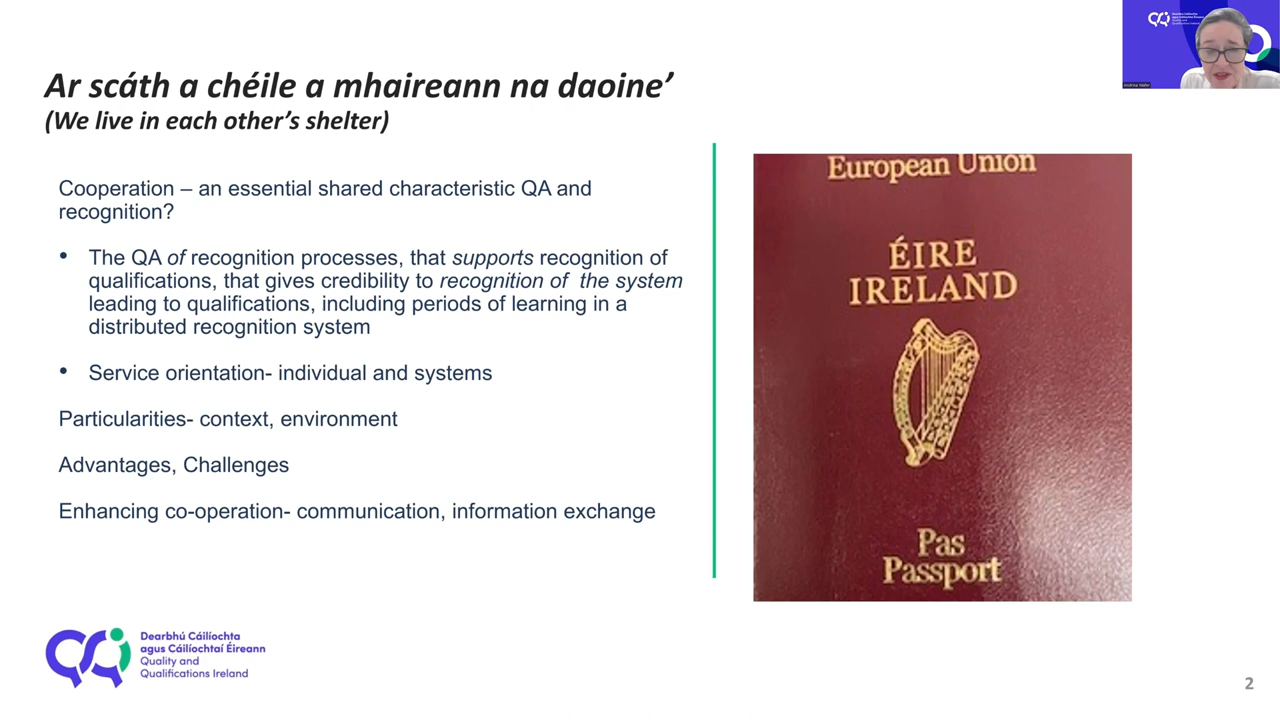 Ar scáth a chéile a mhaireann na daoine’
(We live in each other’s shelter)
Cooperation – an essential shared characteristic QA and
recognition?
• The QA of recognition processes, that supports recognition of
qualifications, that gives credibility to recognition of the system
leading to qualifications, including periods of learning in a
distributed recognition system
• Service orientation- individual and systems
Particularities- context, environment
Advantages, Challenges
Enhancing co-operation- communication, information exchange
European Union
ÉIRE
IRELAND
Pas
Passport
Dearbhú Cáilíochta
agus Cáilíochtaí Éireann
Quality and
Qualifications Ireland
2